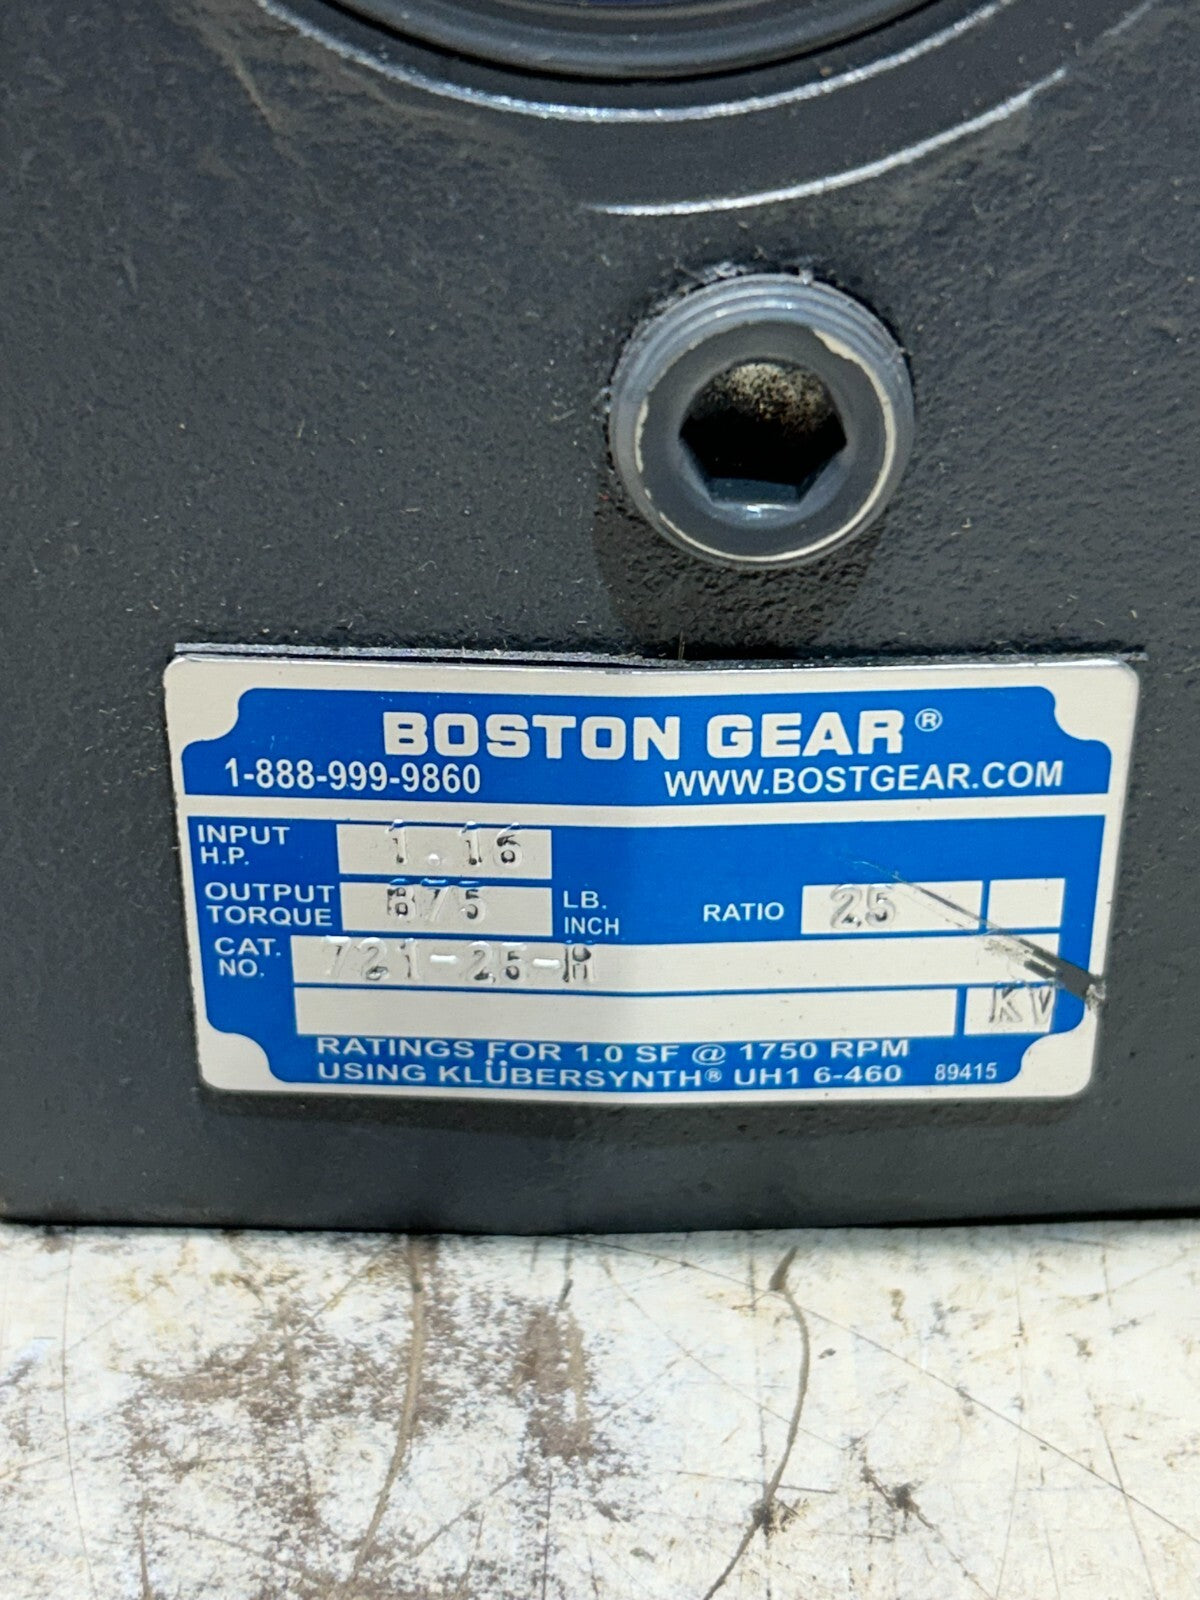 BOSTON GEAR®
1-888-999-9860 WWW.BOSTGEAR.COM
INPUT H.P. 1.16
OUTPUT TORQUE 875 LB. INCH RATIO 25
CAT. NO. 721-25-H
KV
RATINGS FOR 1.0 SF @ 1750 RPM
USING KLÜBERSYNTH® UH1 6-460 89415